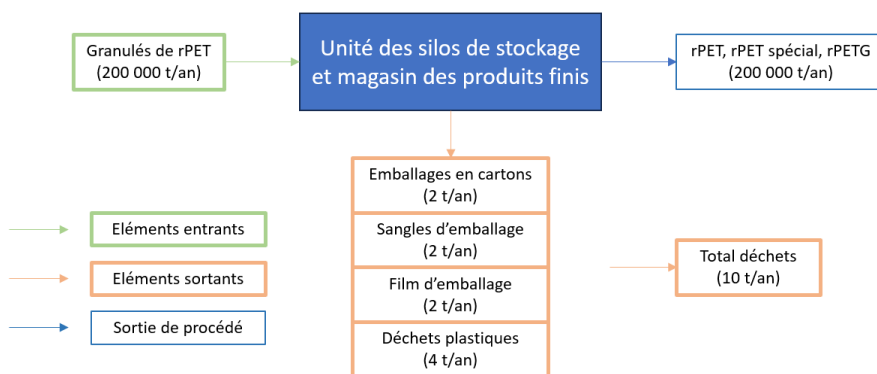 Granulés de rPET
(200 000 t/an)
Unité des silos de stockage
et magasin des produits finis
rPET, rPET spécial, rPETG
(200 000 t/an)
Emballages en cartons
(2 t/an)
Sangles d'emballage
(2 t/an)
Film d'emballage
(2 t/an)
Déchets plastiques
(4 t/an)
Eléments entrants
Eléments sortants
Sortie de procédé
Total déchets
(10 t/an)